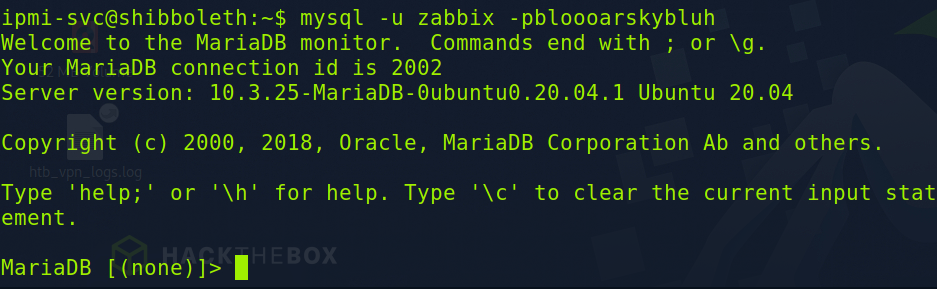 ipmi-svc@shibboleth:~$ mysql -u zabbix -pbloooarskybluh
Welcome to the MariaDB monitor.  Commands end with ; or \g.
Your MariaDB connection id is 2002
Server version: 10.3.25-MariaDB-0ubuntu0.20.04.1 Ubuntu 20.04
Copyright (c) 2000, 2018, Oracle, MariaDB Corporation Ab and others.
htb_vpn_logs.log
Type 'help;' or '\h' for help. Type '\c' to clear the current input stat
ement.
HACKTHEBOX
MariaDB [(none)]>